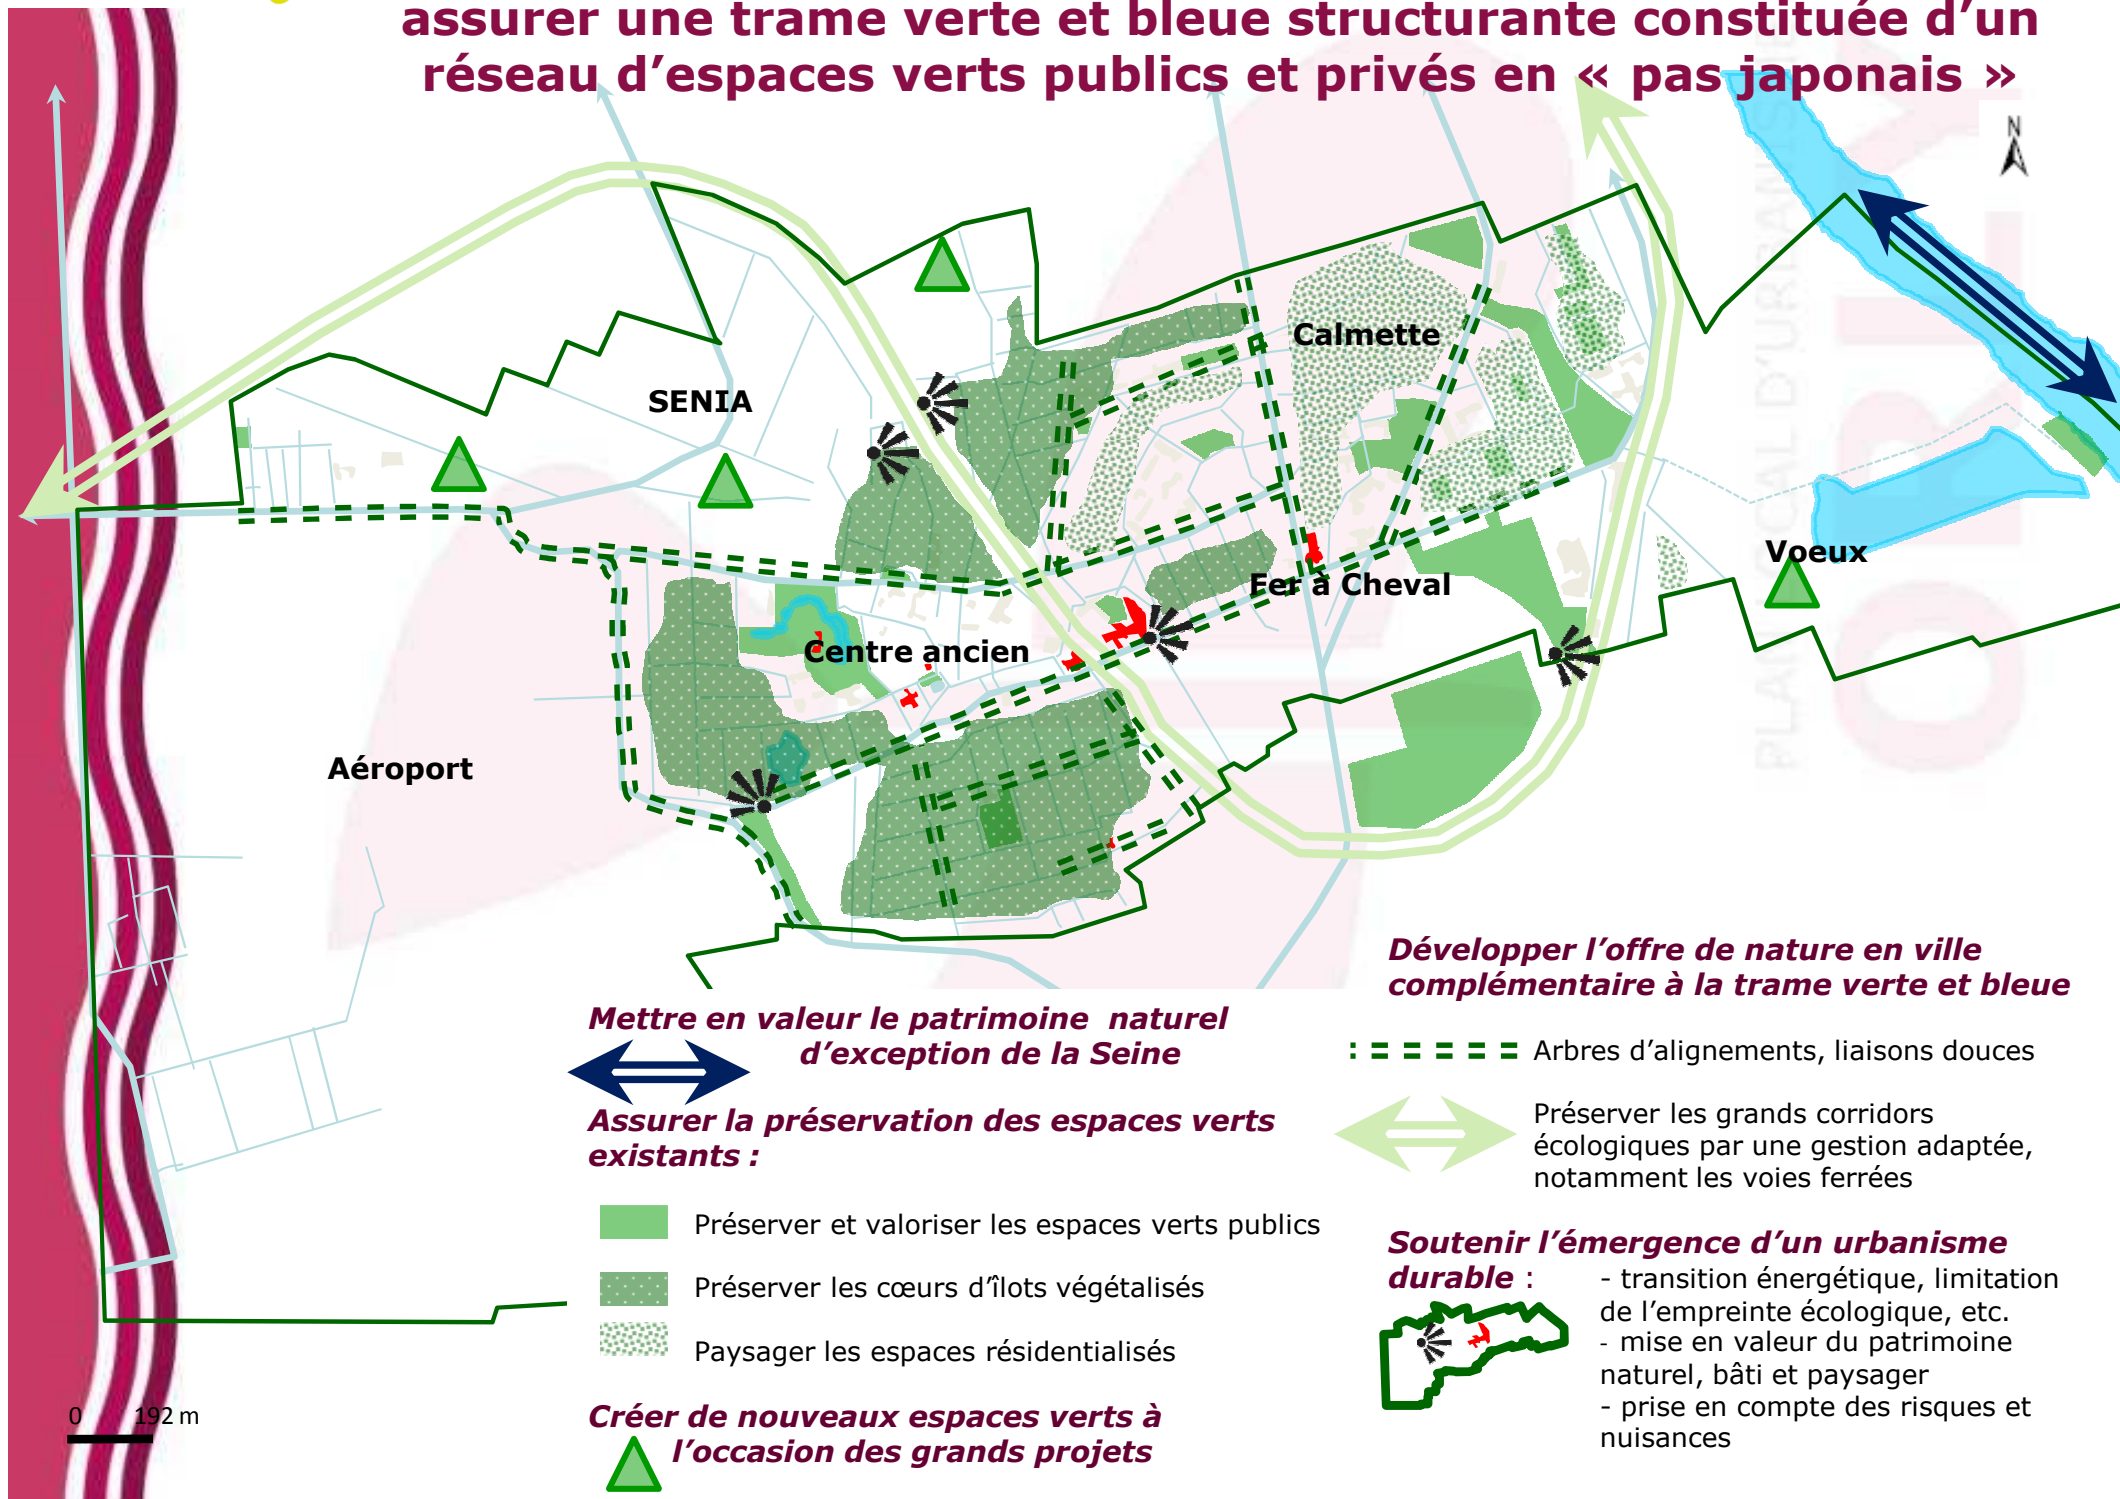 assurer une trame verte et bleue structurante constituée d’un
réseau d’espaces verts publics et privés en « pas japonais »
N
Calmette
SENIA
Voeux
Fer à Cheval
Centre ancien
Aéroport
PLAN LOCAL D'URBANISME
ORLY
Mettre en valeur le patrimoine naturel
d’exception de la Seine
Assurer la préservation des espaces verts
existants :
Préserver et valoriser les espaces verts publics
Préserver les cœurs d’îlots végétalisés
Paysager les espaces résidentialisés
Créer de nouveaux espaces verts à
l’occasion des grands projets
Développer l’offre de nature en ville
complémentaire à la trame verte et bleue
Arbres d’alignements, liaisons douces
Préserver les grands corridors
écologiques par une gestion adaptée,
notamment les voies ferrées
Soutenir l’émergence d’un urbanisme
durable :
- transition énergétique, limitation
de l’empreinte écologique, etc.
- mise en valeur du patrimoine
naturel, bâti et paysager
- prise en compte des risques et
nuisances
0 192 m